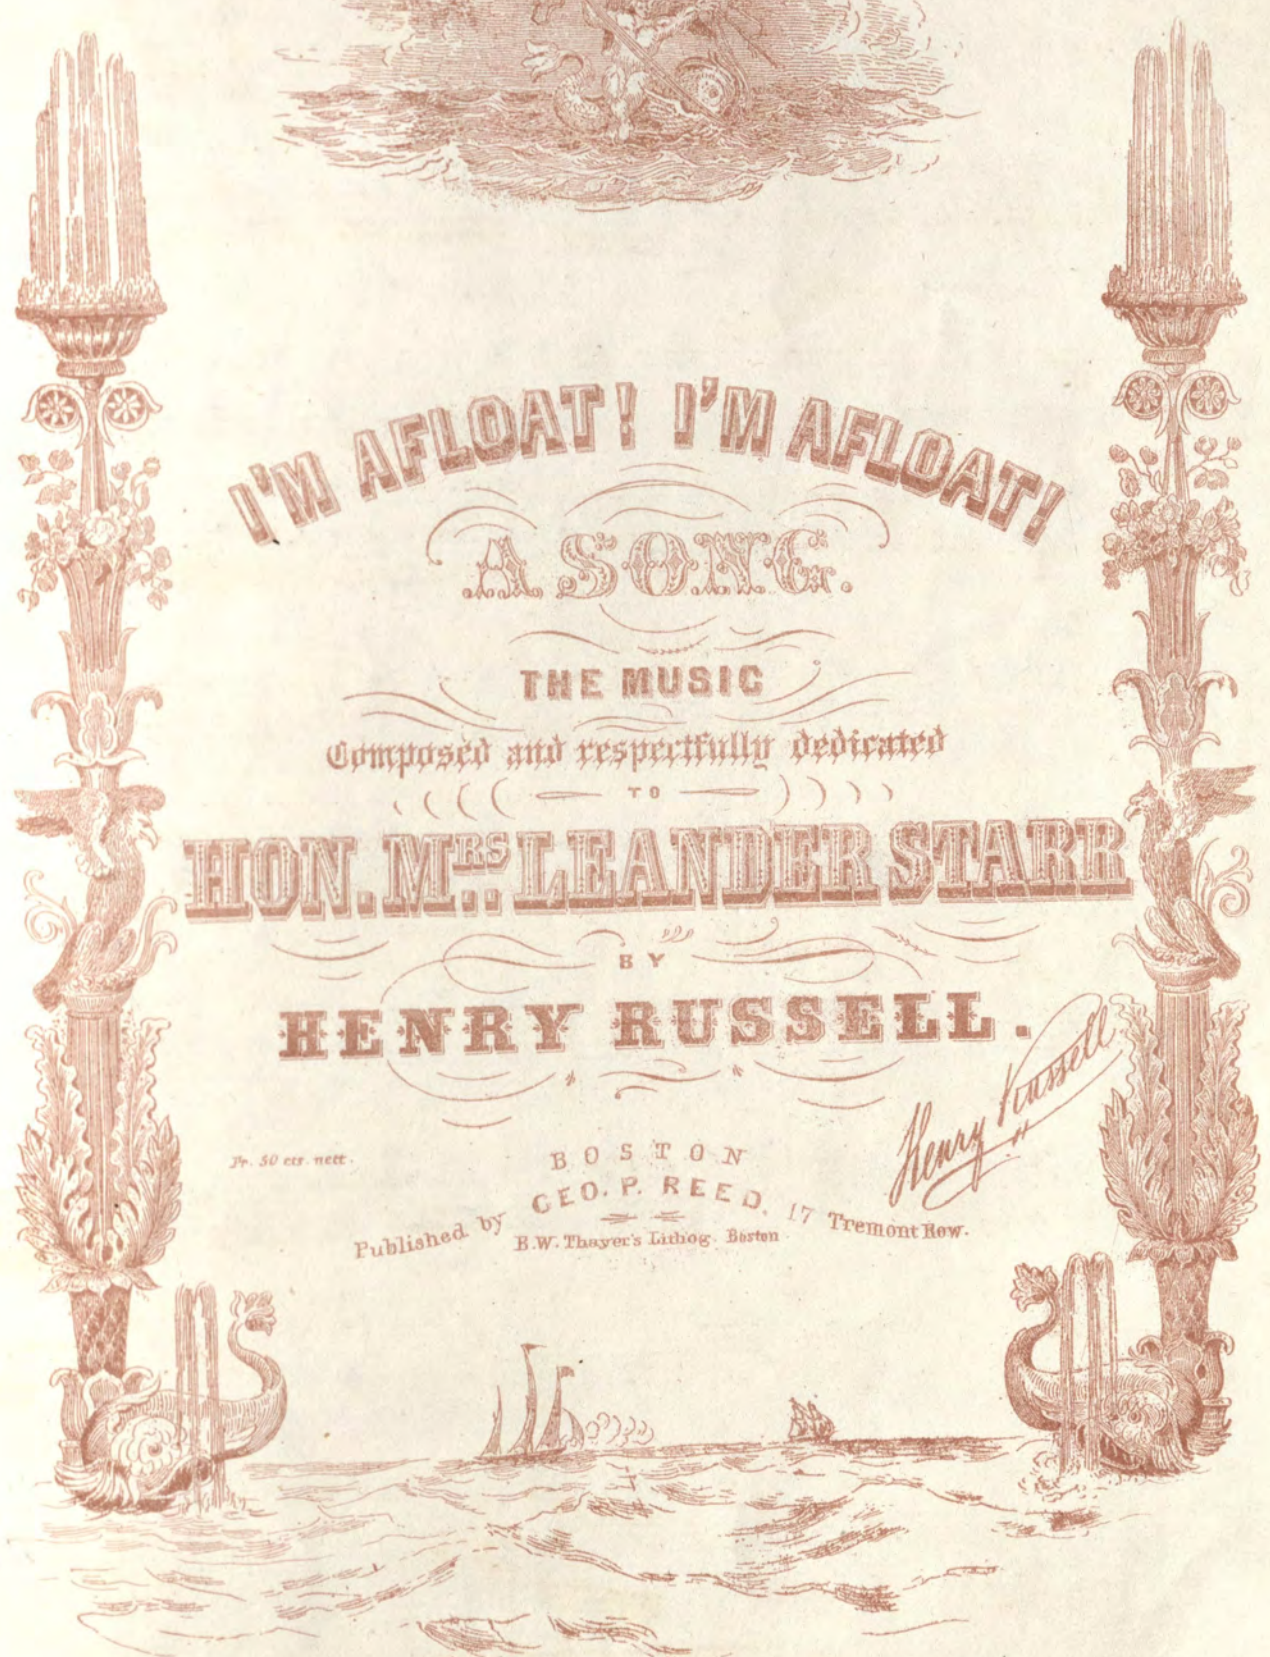 I'M AFLOAT! I'M AFLOAT!
A SONG.
THE MUSIC
Composed and respectfully dedicated
TO
HON. MRS. LEANDER STARR
BY
HENRY RUSSELL.
Henry Russell
Pr. 50 cts. nett.
BOSTON
Published by GEO. P. REED, 17 Tremont Row.
B.W. Thayer's Lithog. Boston